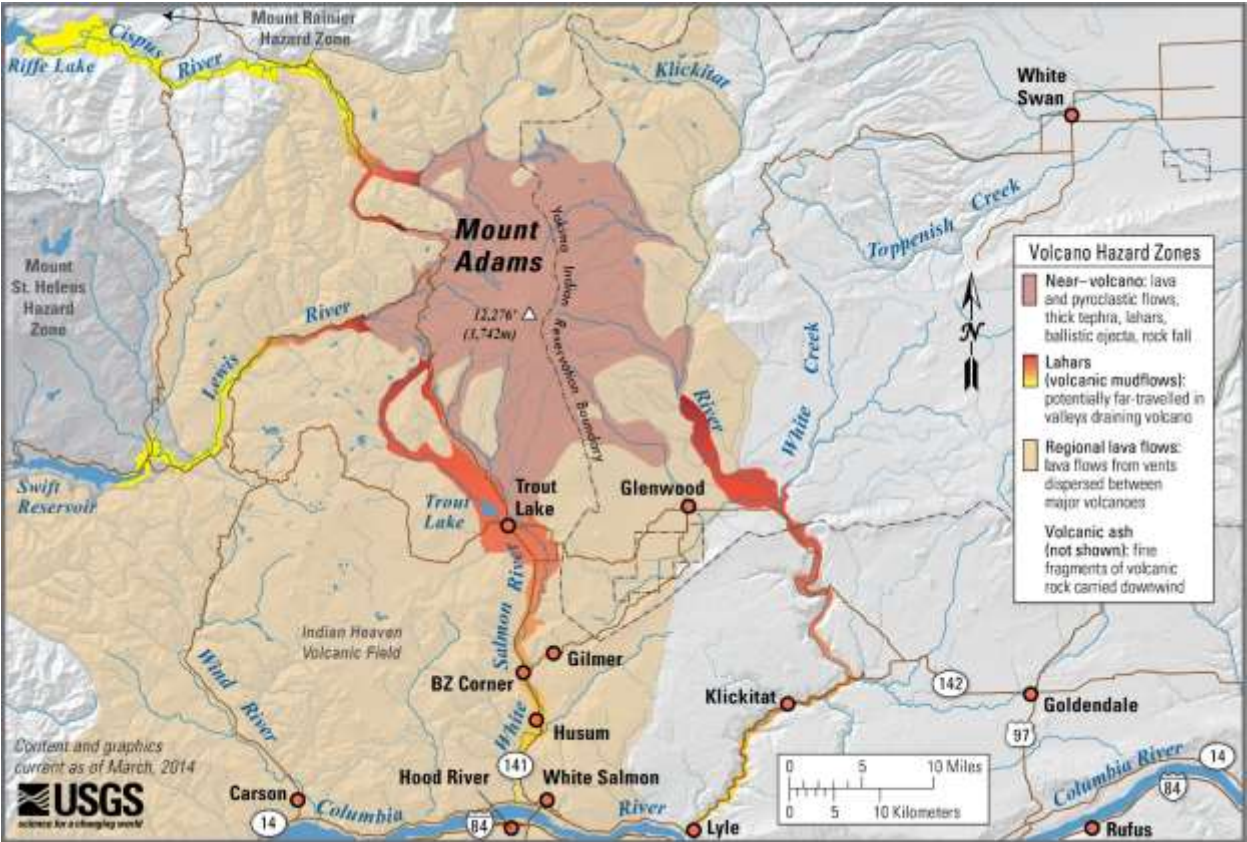 Mount Rainier
Hazard Zone
Cispus
River
Riffe Lake
Klickitat
White
Swan
Toppenish Creek
Mount
Adams
Yakima Indian Reservation Boundary
12,276'
(3,742m)
Mount
St. Helens
Hazard
Zone
River
Lewis
Swift
Reservoir
River
White Creek
N
Volcano Hazard Zones
Near-volcano: lava
and pyroclastic flows,
thick tephra, lahars,
ballistic ejecta, rock fall
Lahars
(volcanic mudflows):
potentially far-travelled in
valleys draining volcano
Regional lava flows:
lava flows from vents
dispersed between
major volcanoes
Volcanic ash
(not shown): fine
fragments of volcanic
rock carried downwind
Trout
Lake
Trout
Lake
Glenwood
White Salmon River
Indian Heaven
Volcanic Field
Gilmer
BZ Corner
Husum
141
Wind
River
Klickitat
142
Goldendale
97
Content and graphics
current as of March, 2014
USGS
science for a changing world
Carson
14
Hood River
White Salmon
Columbia
River
84
Lyle
0 5 10 Miles
0 5 10 Kilometers
Columbia River
14
84
Rufus